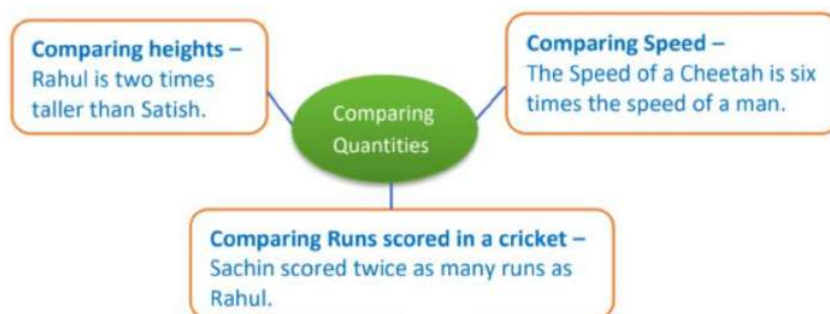 Comparing heights –
Rahul is two times
taller than Satish.
Comparing Speed –
The Speed of a Cheetah is six
times the speed of a man.
Comparing
Quantities
Comparing Runs scored in a cricket –
Sachin scored twice as many runs as
Rahul.